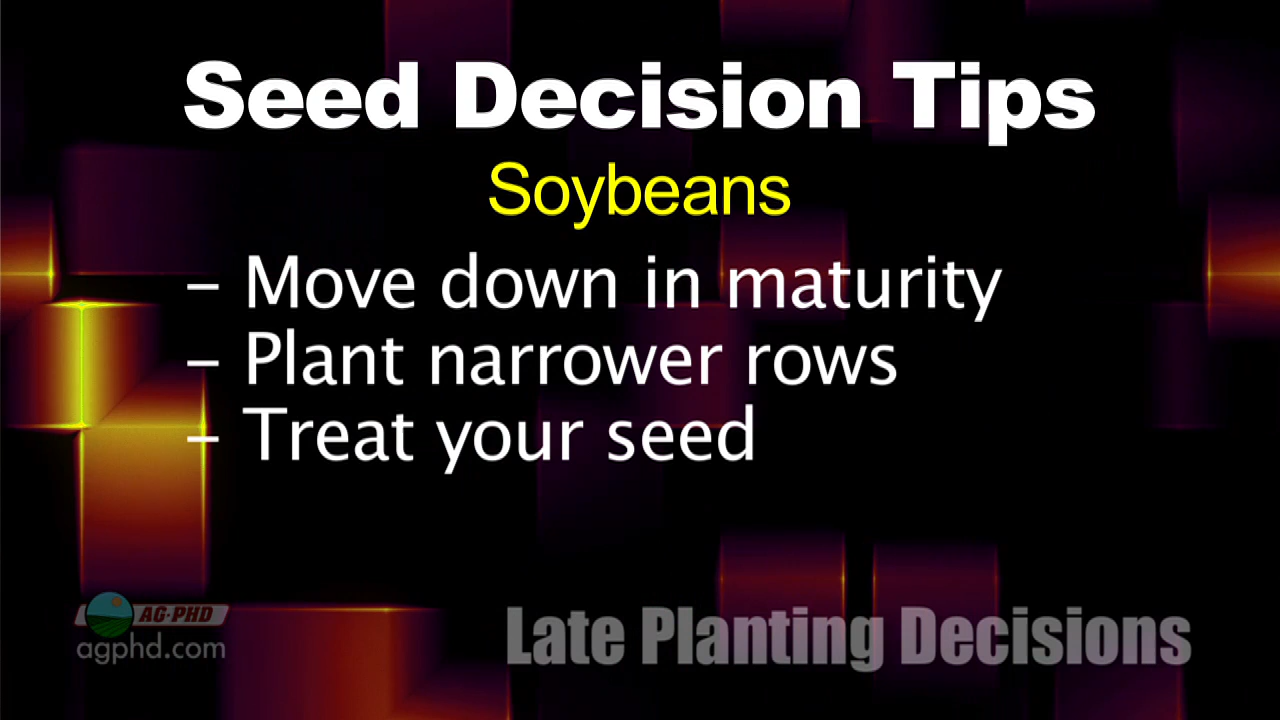 Seed Decision Tips
Soybeans
– Move down in maturity
– Plant narrower rows
– Treat your seed
AG·PHD
agphd.com
Late Planting Decisions